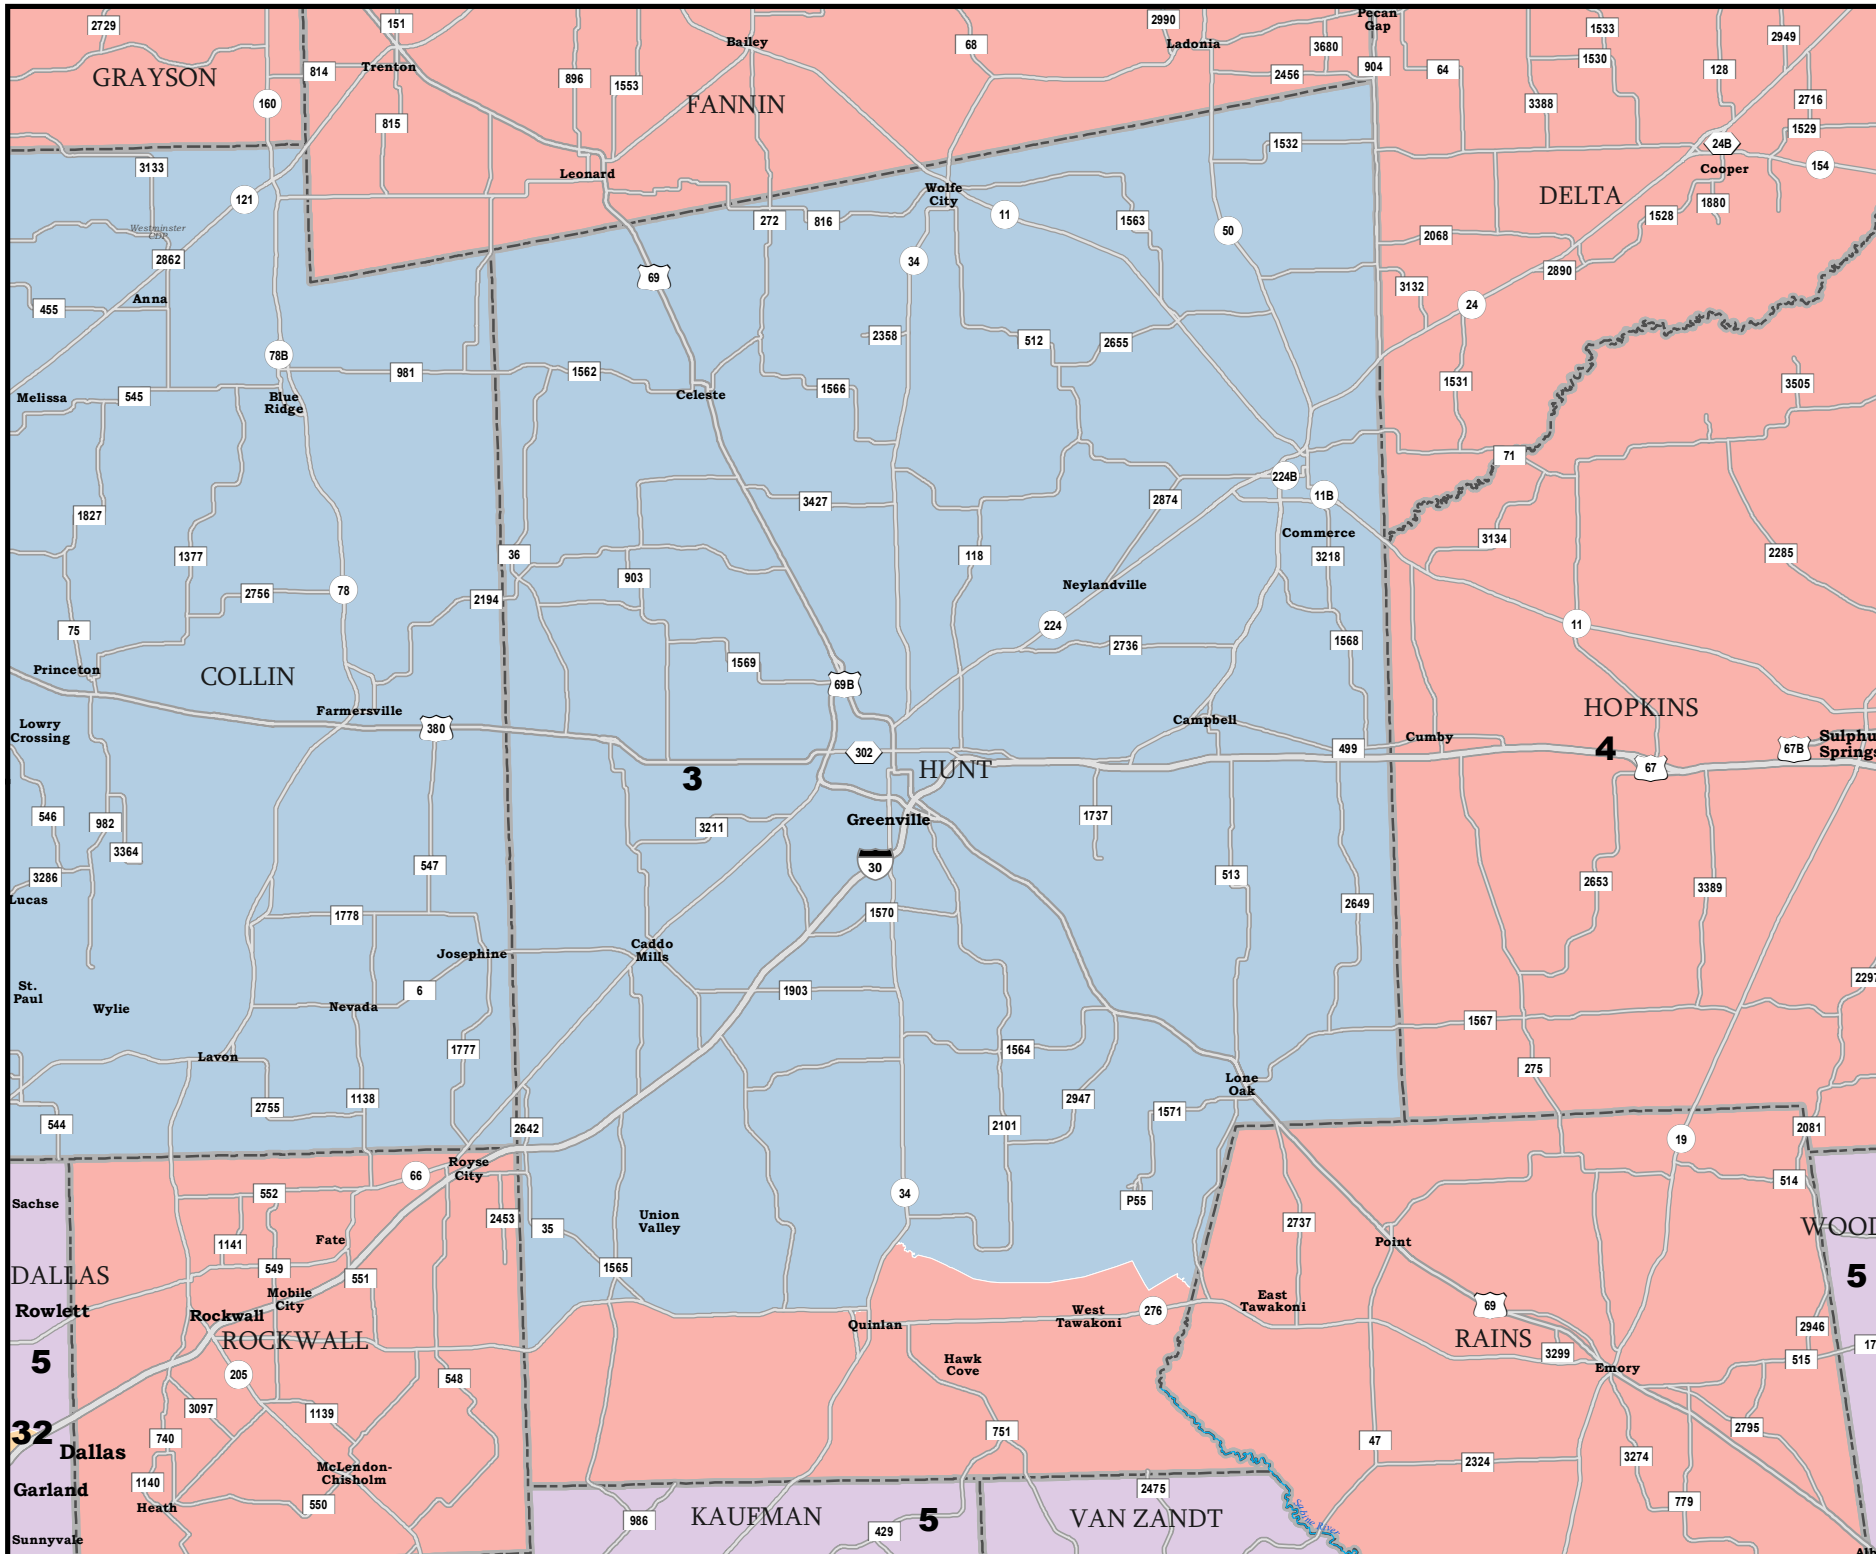 2729
151
2990
Pecan
Gap
1533
2949
Bailey
68
Ladonia
3680
1530
GRAYSON
814
Trenton
896
1553
2456
904
64
128
160
FANNIN
3388
2716
815
1529
1532
24B
3133
Leonard
Cooper
154
121
Wolfe
City
DELTA
1880
272
816
11
1563
1528
Westminster
CDP
50
2068
2862
34
2890
69
3132
Anna
455
24
2358
512
2655
78B
981
1562
1531
3505
Melissa
545
Blue
Ridge
Celeste
1566
71
224B
1827
3427
2874
11B
Commerce
3134
1377
36
118
3218
2285
903
Neylandville
2756
78
2194
75
224
11
2736
1568
Princeton
COLLIN
1569
69B
Farmersville
HOPKINS
Lowry
Crossing
380
Campbell
Cumby
302
499
4
67B
3
HUNT
67
546
982
3211
Greenville
1737
3364
547
30
513
3286
2653
3389
Lucas
1778
1570
2649
Josephine
Caddo
Mills
St.
Paul
6
1903
Wylie
Nevada
1567
1777
1564
Lavon
275
Lone
Oak
2755
1138
2947
1571
544
2642
2101
2081
19
66
Royse
City
552
34
P55
514
Sachse
2453
35
Union
Valley
2737
1141
Fate
Point
DALLAS
549
551
1565
5
Rowlett
Mobile
City
Rockwall
276
East
Tawakoni
69
West
Tawakoni
Quinlan
ROCKWALL
RAINS
2946
5
Hawk
Cove
3299
515
Emory
205
548
3097
1139
32
740
751
47
2795
Dallas
McLendon-
Chisholm
2324
3274
1140
Garland
2475
Heath
550
779
986
KAUFMAN
5
429
VAN ZANDT
Sabine River
Sunnyvale